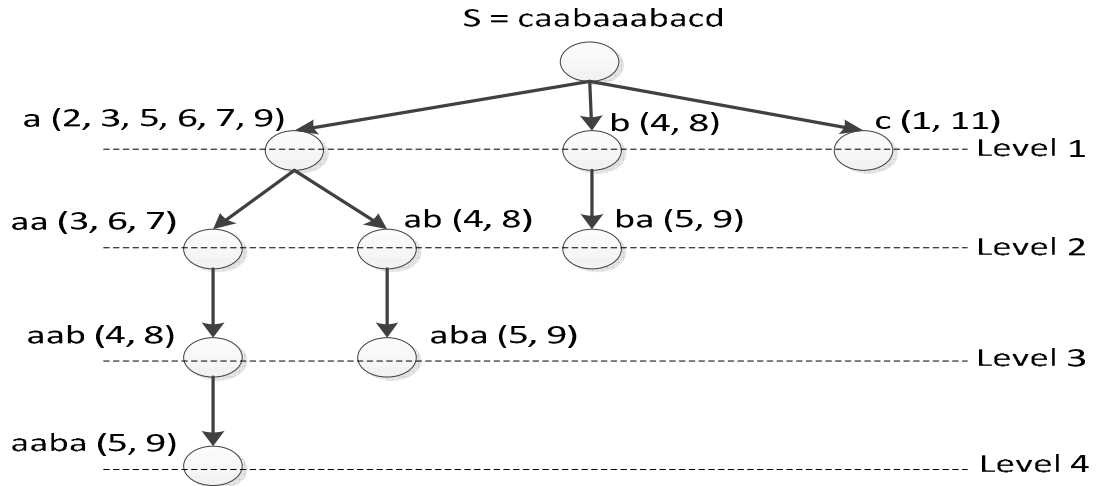 S = caabaaabacd
a (2, 3, 5, 6, 7, 9)
b (4, 8)
c (1, 11)
Level 1
aa (3, 6, 7)
ab (4, 8)
ba (5, 9)
Level 2
aab (4, 8)
aba (5, 9)
Level 3
aaba (5, 9)
Level 4